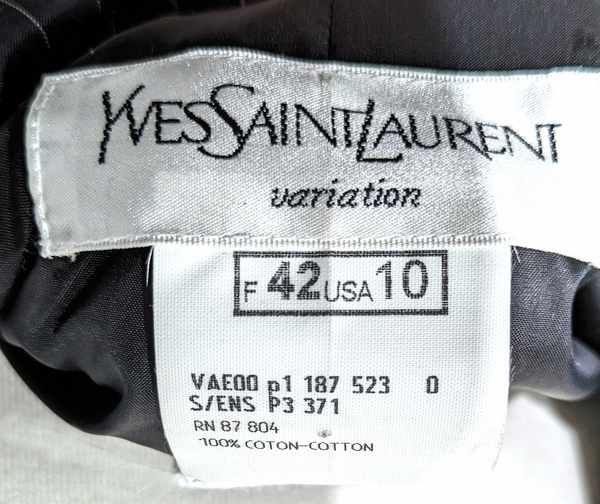 YVESSAINTLAURENT
variation
F 42 USA 10
VAE00 p1 187 523 0
S/ENS P3 371
RN 87 804
100% COTON-COTTON